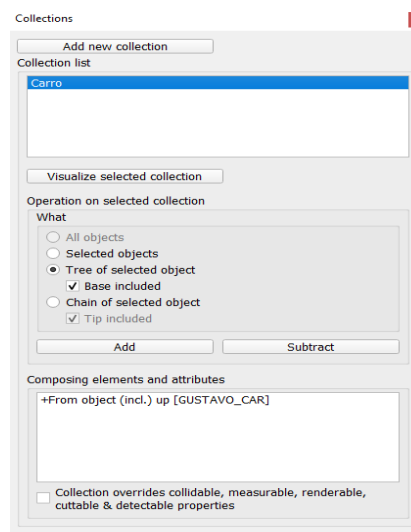 Collections
Add new collection
Collection list
Carro
Visualize selected collection
Operation on selected collection
What
All objects
Selected objects
Tree of selected object
Base included
Chain of selected object
Tip included
Add
Subtract
Composing elements and attributes
+From object (incl.) up [GUSTAVO_CAR]
Collection overrides collidable, measurable, renderable,
cuttable & detectable properties